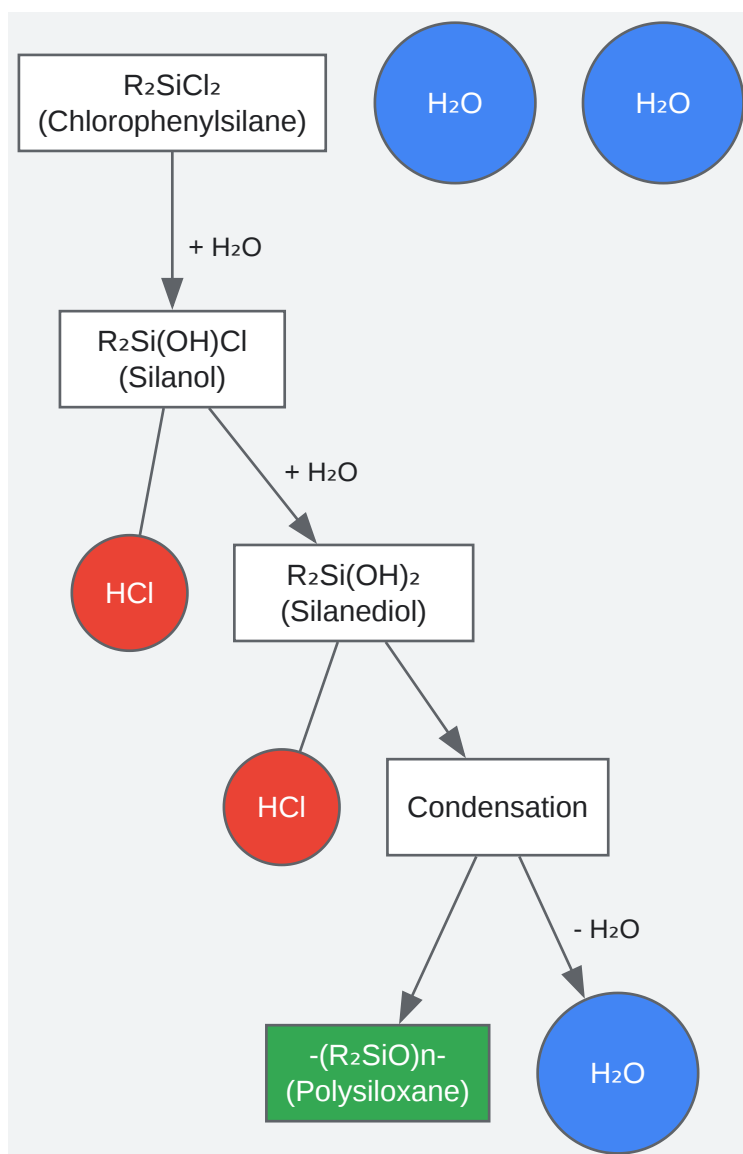 R₂SiCl₂
(Chlorophenylsilane)
H₂O
H₂O
+ H₂O
R₂Si(OH)Cl
(Silanol)
+ H₂O
HCl
R₂Si(OH)₂
(Silanediol)
HCl
Condensation
- H₂O
-(R₂SiO)n-
(Polysiloxane)
H₂O